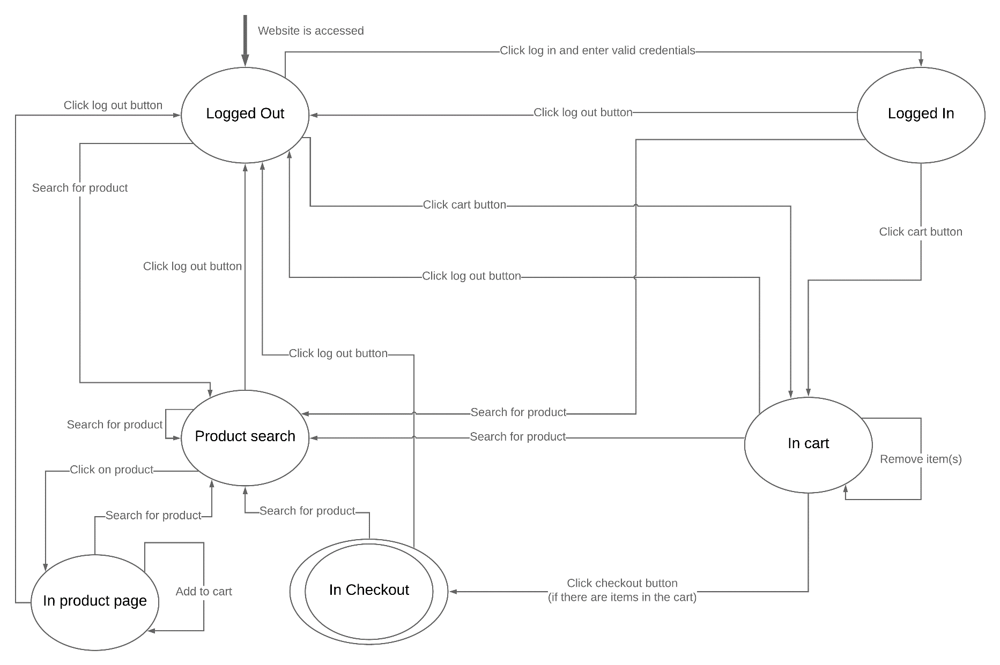 Website is accessed
Click log in and enter valid credentials
Click log out button
Logged Out
Click log out button
Logged In
Search for product
Click cart button
Click cart button
Click log out button
Click log out button
Click log out button
Search for product
Search for product
Product search
Search for product
In cart
Remove item(s)
Click on product
Search for product
Search for product
Add to cart
In product page
In Checkout
Click checkout button
(if there are items in the cart)